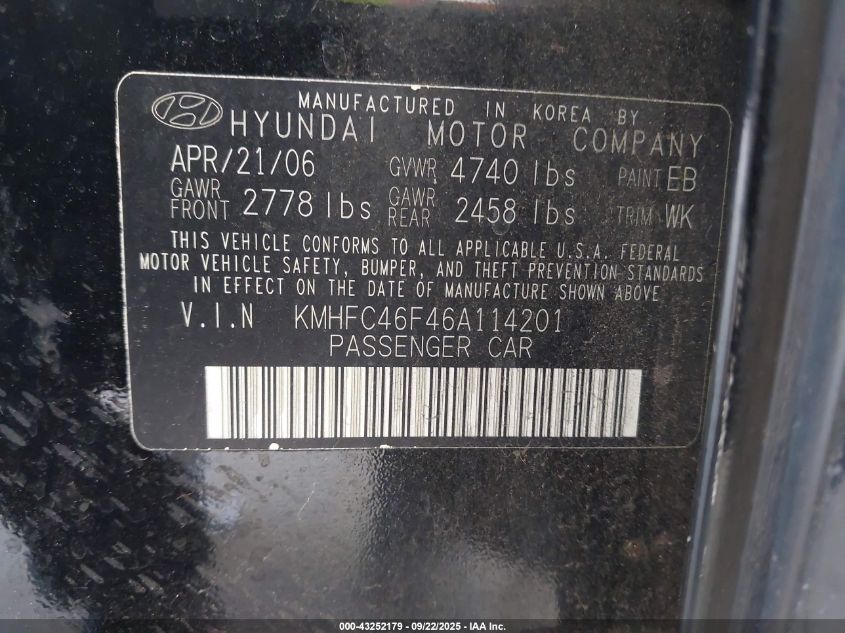 MANUFACTURED IN KOREA BY
HYUNDAI MOTOR COMPANY
APR/21/06 GVWR 4740 lbs PAINT EB
GAWR FRONT 2778 lbs GAWR REAR 2458 lbs TRIM WK
THIS VEHICLE CONFORMS TO ALL APPLICABLE U.S.A. FEDERAL
MOTOR VEHICLE SAFETY, BUMPER, AND THEFT PREVENTION STANDARDS
IN EFFECT ON THE DATE OF MANUFACTURE SHOWN ABOVE
V.I.N KMHFC46F46A114201
PASSENGER CAR
000-43252179 - 09/22/2025 - IAA Inc.